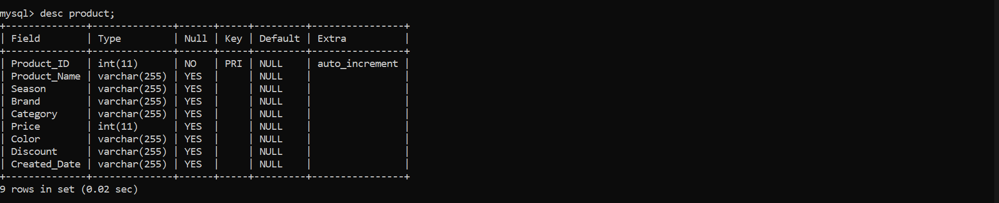 mysql> desc product;
+--------------+--------------+------+-----+---------+----------------+
| Field        | Type         | Null | Key | Default | Extra          |
+--------------+--------------+------+-----+---------+----------------+
| Product_ID   | int(11)      | NO   | PRI | NULL    | auto_increment |
| Product_Name | varchar(255) | YES  |     | NULL    |                |
| Season       | varchar(255) | YES  |     | NULL    |                |
| Brand        | varchar(255) | YES  |     | NULL    |                |
| Category     | varchar(255) | YES  |     | NULL    |                |
| Price        | int(11)      | YES  |     | NULL    |                |
| Color        | varchar(255) | YES  |     | NULL    |                |
| Discount     | varchar(255) | YES  |     | NULL    |                |
| Created_Date | varchar(255) | YES  |     | NULL    |                |
+--------------+--------------+------+-----+---------+----------------+
9 rows in set (0.02 sec)